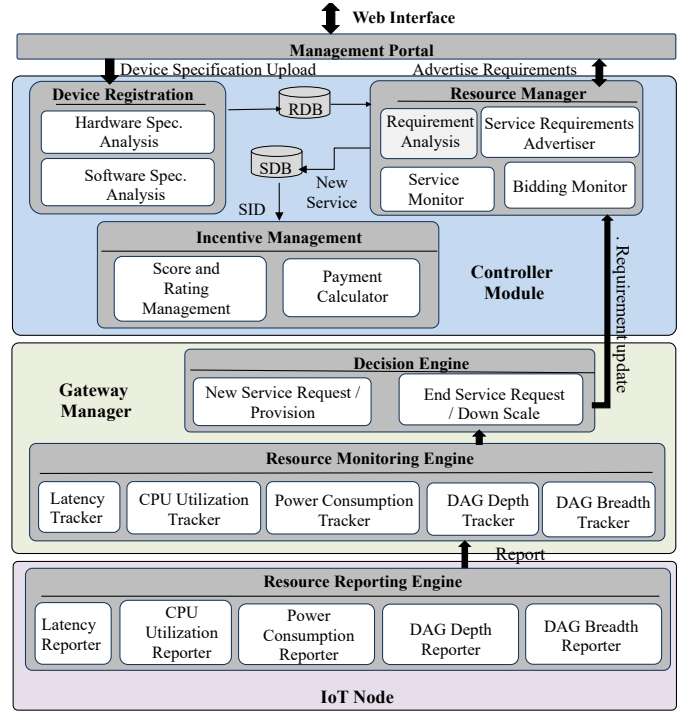 Web Interface
Management Portal
Device Specification Upload
Advertise Requirements
Device Registration
Hardware Spec.
Analysis
Software Spec.
Analysis
RDB
SDB
New
Service
SID
Resource Manager
Requirement
Analysis
Service Requirements
Advertiser
Service
Monitor
Bidding Monitor
Incentive Management
Score and
Rating
Management
Payment
Calculator
Controller
Module
. Requirement update
Gateway
Manager
Decision Engine
New Service Request /
Provision
End Service Request
/ Down Scale
Resource Monitoring Engine
Latency
Tracker
CPU Utilization
Tracker
Power Consumption
Tracker
DAG Depth
Tracker
DAG Breadth
Tracker
Report
Resource Reporting Engine
Latency
Reporter
CPU
Utilization
Reporter
Power
Consumption
Reporter
DAG Depth
Reporter
DAG Breadth
Reporter
IoT Node